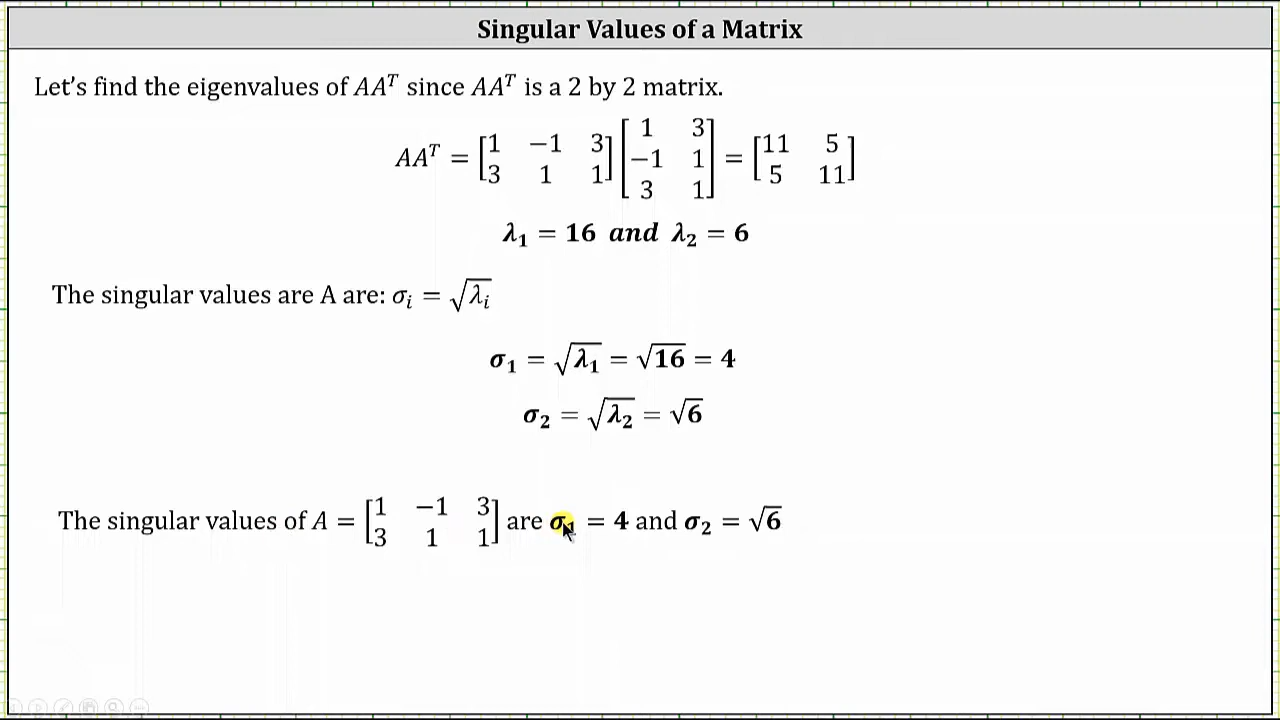 Singular Values of a Matrix
Let's find the eigenvalues of AAᵀ since AAᵀ is a 2 by 2 matrix.
AAᵀ = [1 −1 3; 3 1 1] [1 3; −1 1; 3 1] = [11 5; 5 11]
λ₁ = 16 and λ₂ = 6
The singular values are A are: σᵢ = √λᵢ
σ₁ = √λ₁ = √16 = 4
σ₂ = √λ₂ = √6
The singular values of A = [1 −1 3; 3 1 1] are σ₁ = 4 and σ₂ = √6